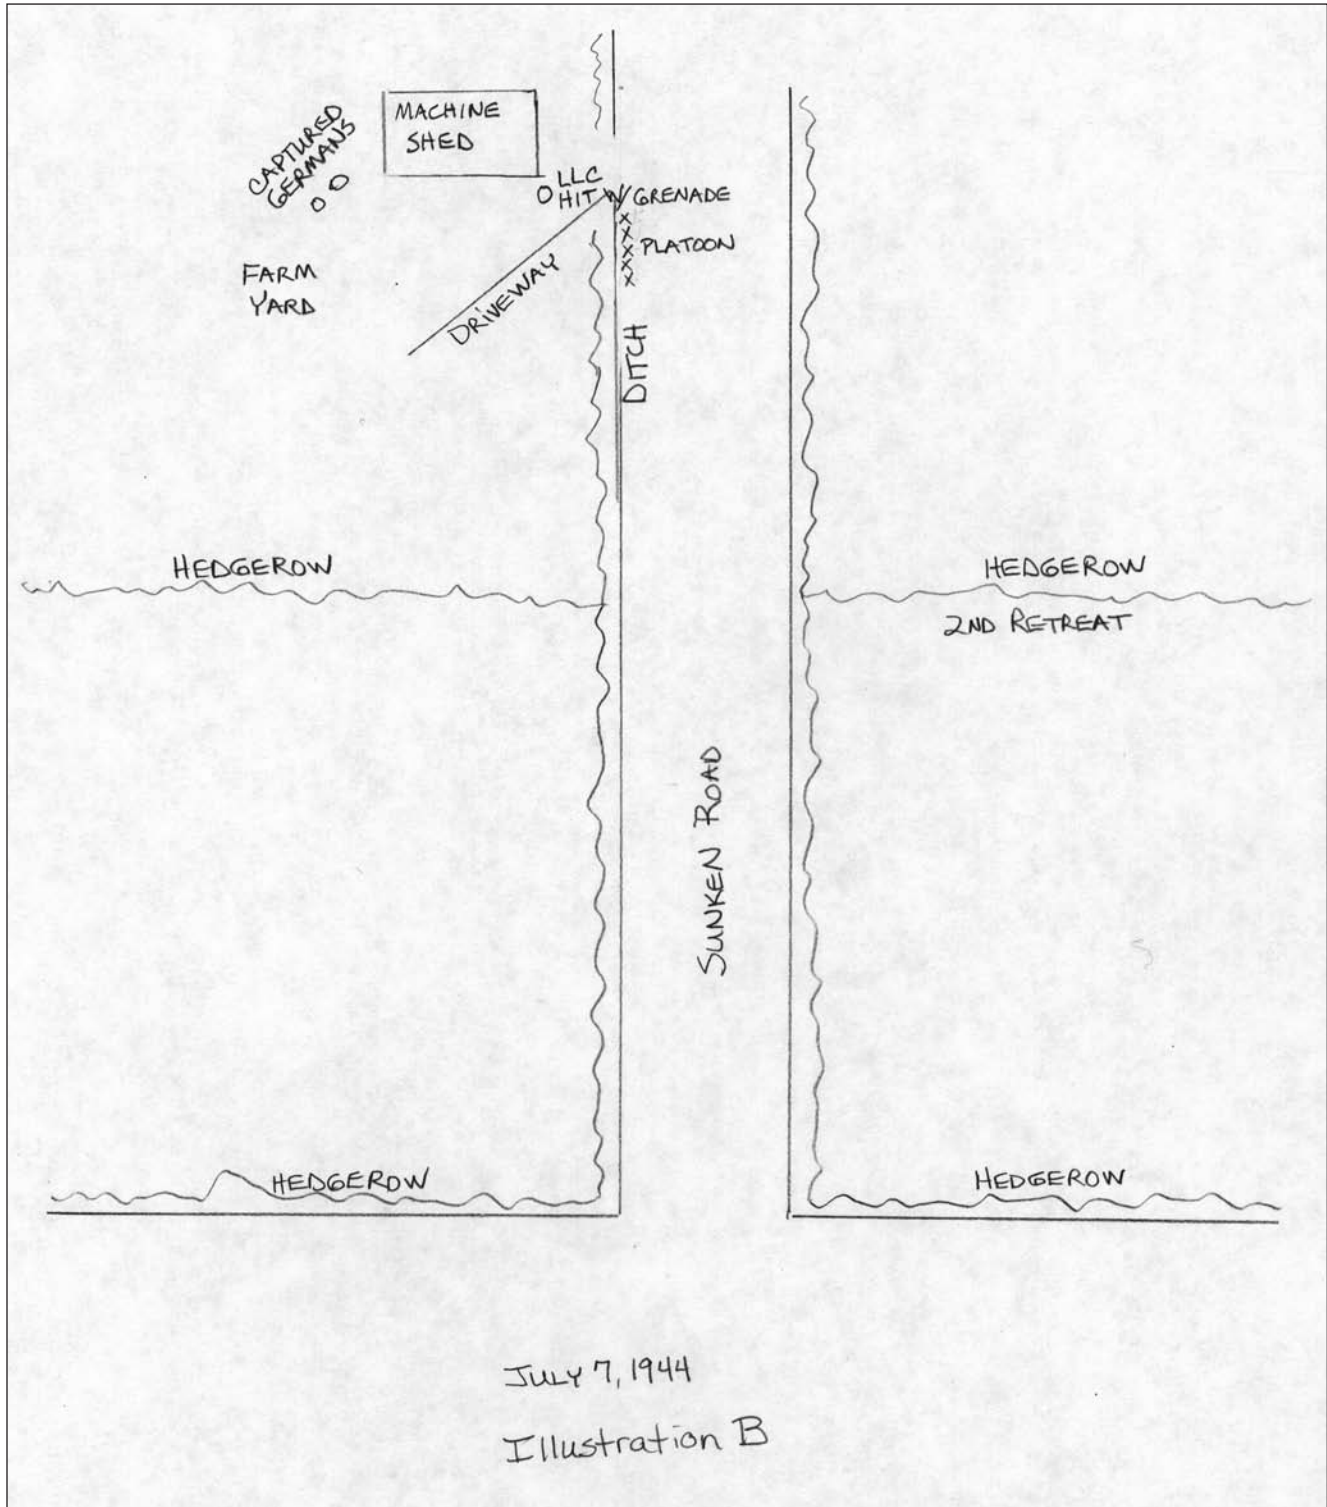 MACHINE
SHED
CAPTURED
GERMANS
LLC
HIT W/ GRENADE
PLATOON
FARM
YARD
DRIVEWAY
DITCH
HEDGEROW
HEDGEROW
2ND RETREAT
SUNKEN ROAD
HEDGEROW
HEDGEROW
JULY 7, 1944
Illustration B